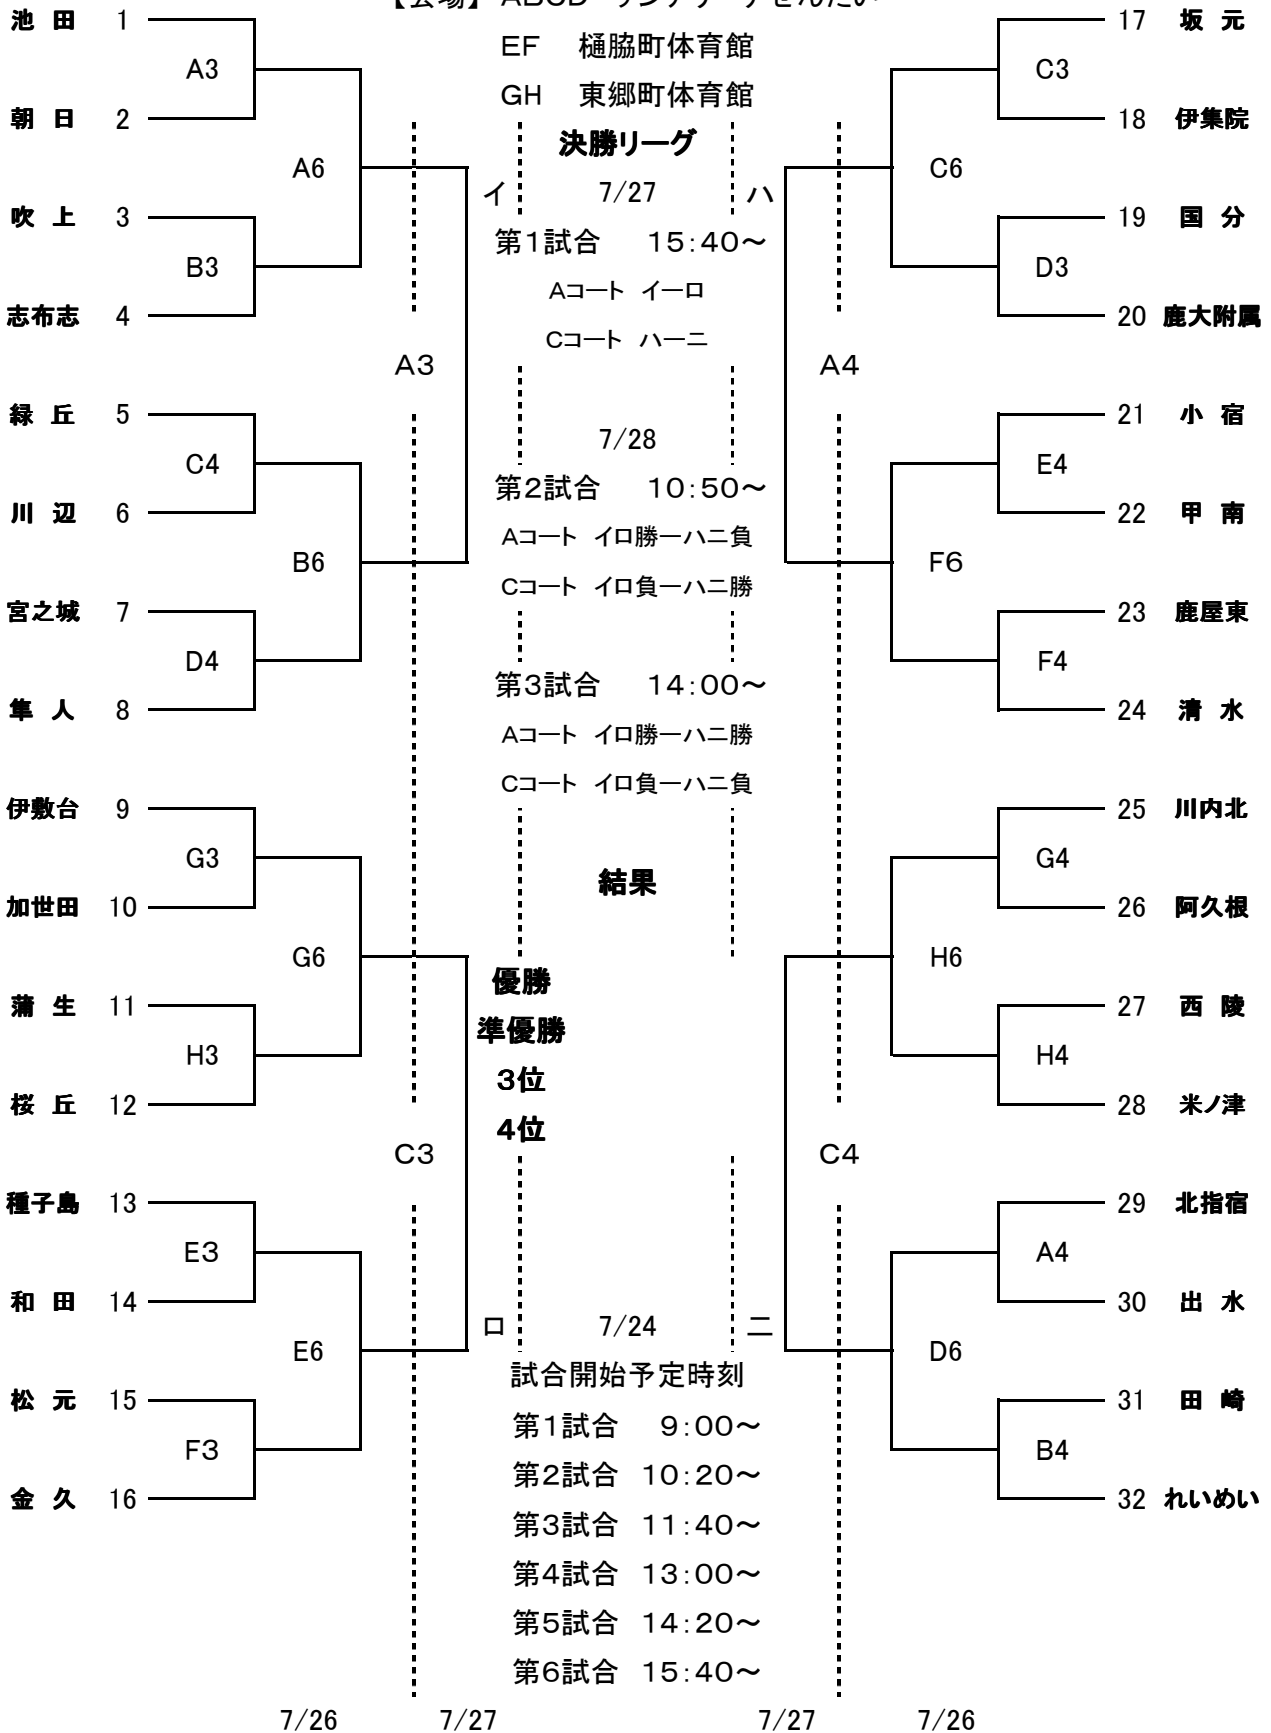 【会場】 ABCD サンアリーナせんだい
EF 樋脇町体育館
GH 東郷町体育館
決勝リーグ
イ 7/27 ハ
第1試合 15:40～
Aコート イーロ
Cコート ハーニ
7/28
第2試合 10:50～
Aコート イロ勝ーハニ負
Cコート イロ負ーハニ勝
第3試合 14:00～
Aコート イロ勝ーハニ勝
Cコート イロ負ーハニ負
結果
優勝
準優勝
3位
4位
ロ 7/24 ニ
試合開始予定時刻
第1試合 9:00～
第2試合 10:20～
第3試合 11:40～
第4試合 13:00～
第5試合 14:20～
第6試合 15:40～
池田 1
A3
朝日 2
A6
吹上 3
B3
志布志 4
A3
緑丘 5
C4
川辺 6
B6
宮之城 7
D4
隼人 8
伊敷台 9
G3
加世田 10
G6
蒲生 11
H3
桜丘 12
C3
種子島 13
E3
和田 14
E6
松元 15
F3
金久 16
17 坂元
C3
18 伊集院
C6
19 国分
D3
20 鹿大附属
A4
21 小宿
E4
22 甲南
F6
23 鹿屋東
F4
24 清水
25 川内北
G4
26 阿久根
H6
27 西陵
H4
28 米ノ津
C4
29 北指宿
A4
30 出水
D6
31 田崎
B4
32 れいめい
7/26 7/27 7/27 7/26